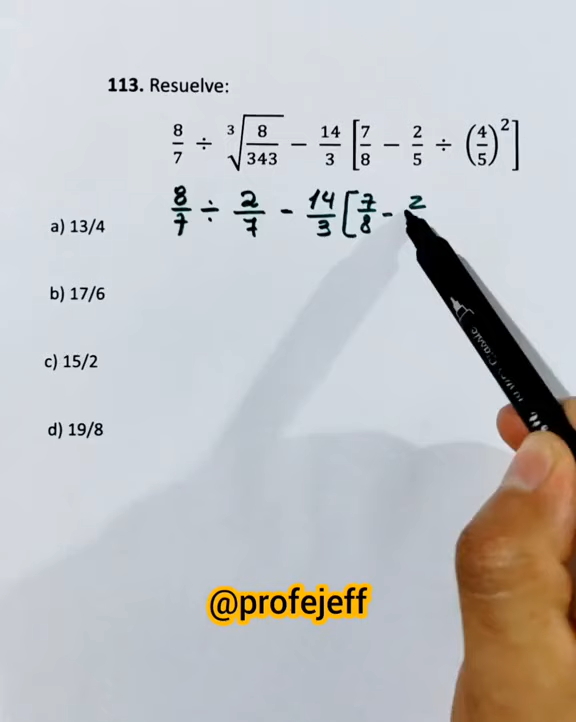 113. Resuelve:
8/7 ÷ ∛(8/343) − 14/3 [7/8 − 2/5 ÷ (4/5)²]
8/7 ÷ 2/7 - 14/3 [7/8 - 2
a) 13/4
b) 17/6
c) 15/2
d) 19/8
@profejeff